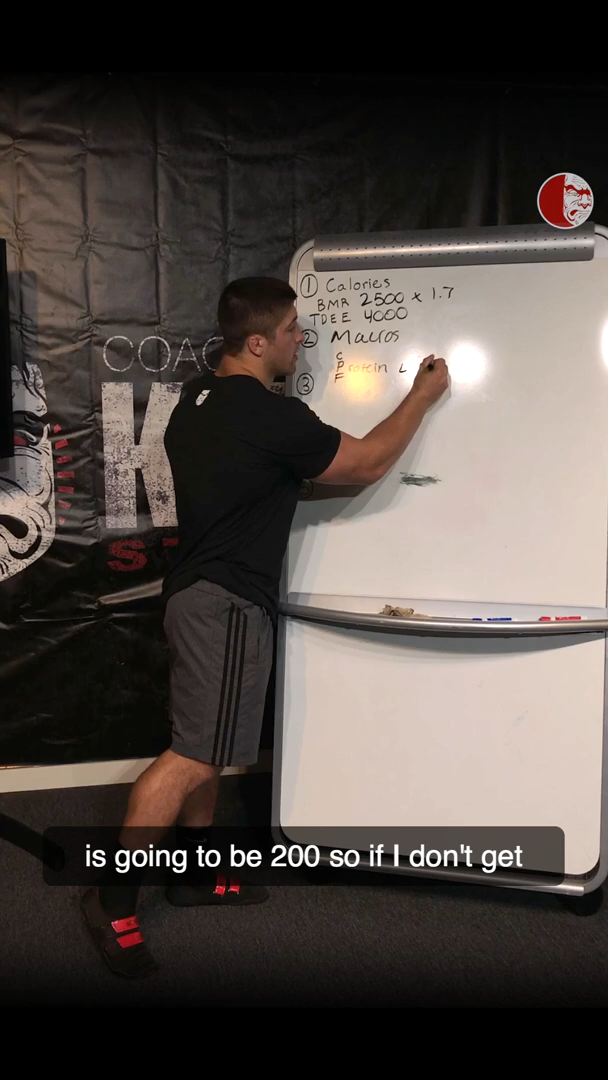 ① Calories
BMR 2500 x 1.7
TDEE 4000
② Macros
C
Protein L
F
③
COAC
K
is going to be 200 so if I don't get